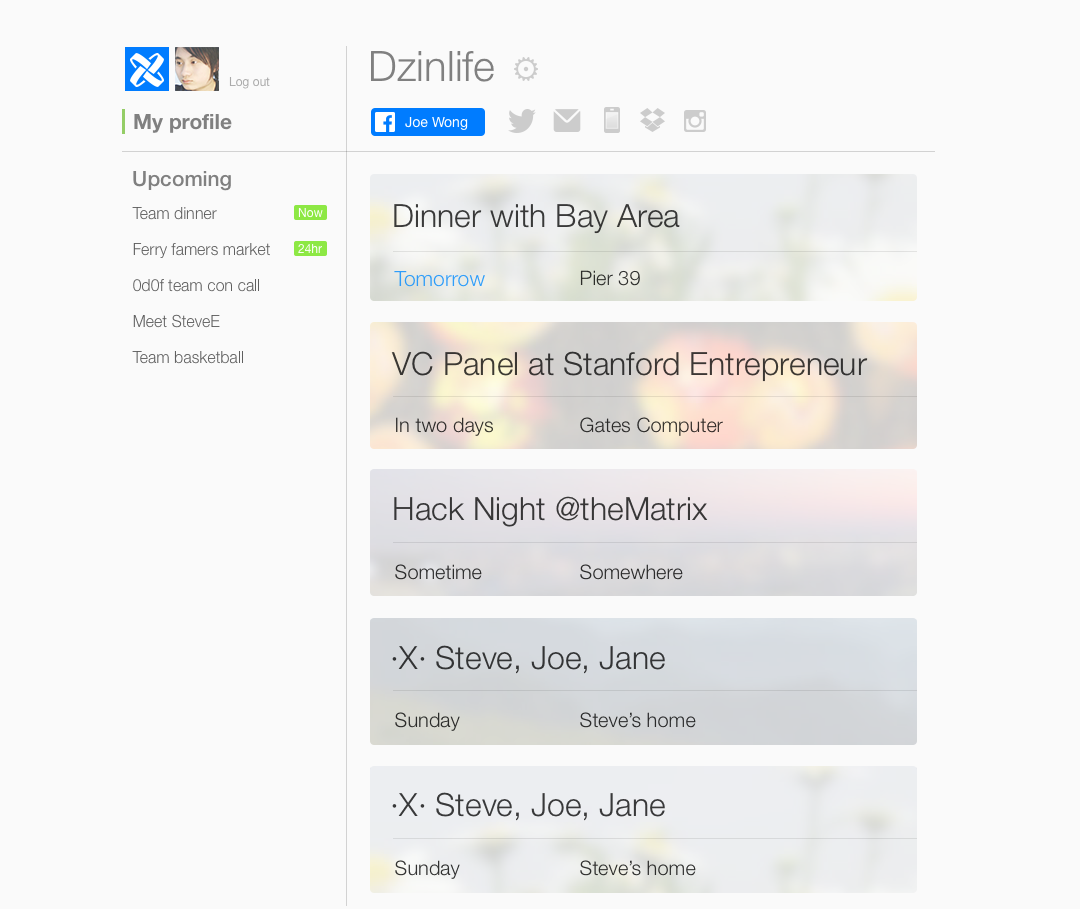 Log out
My profile
Upcoming
Team dinner Now
Ferry famers market 24hr
0d0f team con call
Meet SteveE
Team basketball
Dzinlife
Joe Wong
Dinner with Bay Area
Tomorrow Pier 39
VC Panel at Stanford Entrepreneur
In two days Gates Computer
Hack Night @theMatrix
Sometime Somewhere
·X· Steve, Joe, Jane
Sunday Steve’s home
·X· Steve, Joe, Jane
Sunday Steve’s home